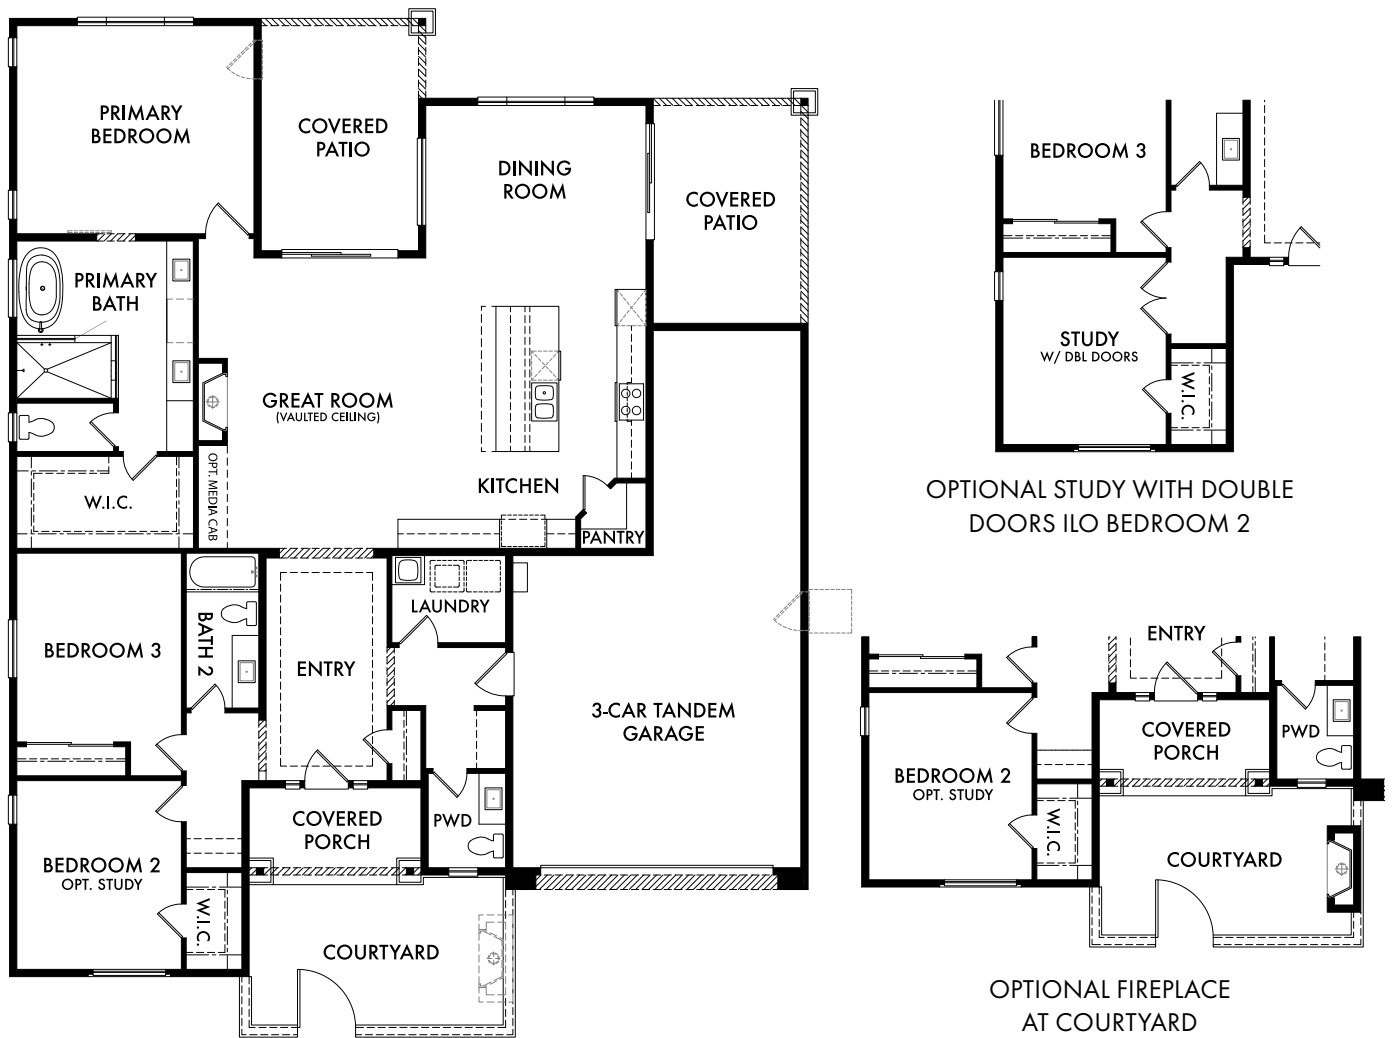 PRIMARY
BEDROOM
COVERED
PATIO
DINING
ROOM
COVERED
PATIO
PRIMARY
BATH
GREAT ROOM
(VAULTED CEILING)
OPT. MEDIA CAB
KITCHEN
PANTRY
W.I.C.
BEDROOM 3
BATH 2
ENTRY
LAUNDRY
3-CAR TANDEM
GARAGE
COVERED
PORCH
PWD
BEDROOM 2
OPT. STUDY
W.I.C.
COURTYARD
BEDROOM 3
STUDY
W/ DBL DOORS
W.I.C.
OPTIONAL STUDY WITH DOUBLE
DOORS ILO BEDROOM 2
ENTRY
COVERED
PORCH
PWD
BEDROOM 2
OPT. STUDY
W.I.C.
COURTYARD
OPTIONAL FIREPLACE
AT COURTYARD